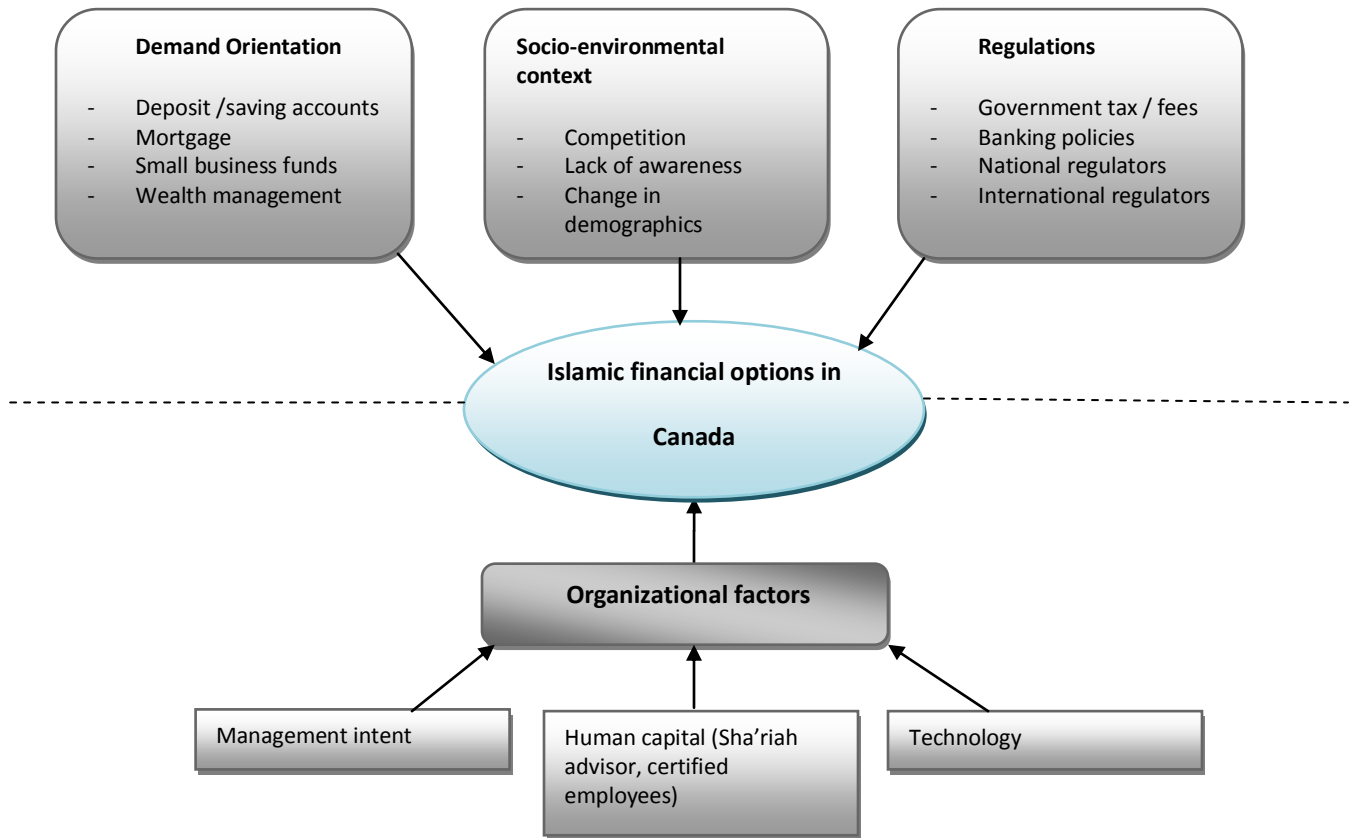 Demand Orientation
- Deposit /saving accounts
- Mortgage
- Small business funds
- Wealth management
Socio-environmental
context
- Competition
- Lack of awareness
- Change in
demographics
Regulations
- Government tax / fees
- Banking policies
- National regulators
- International regulators
Islamic financial options in
Canada
Organizational factors
Management intent
Human capital (Sha’riah
advisor, certified
employees)
Technology